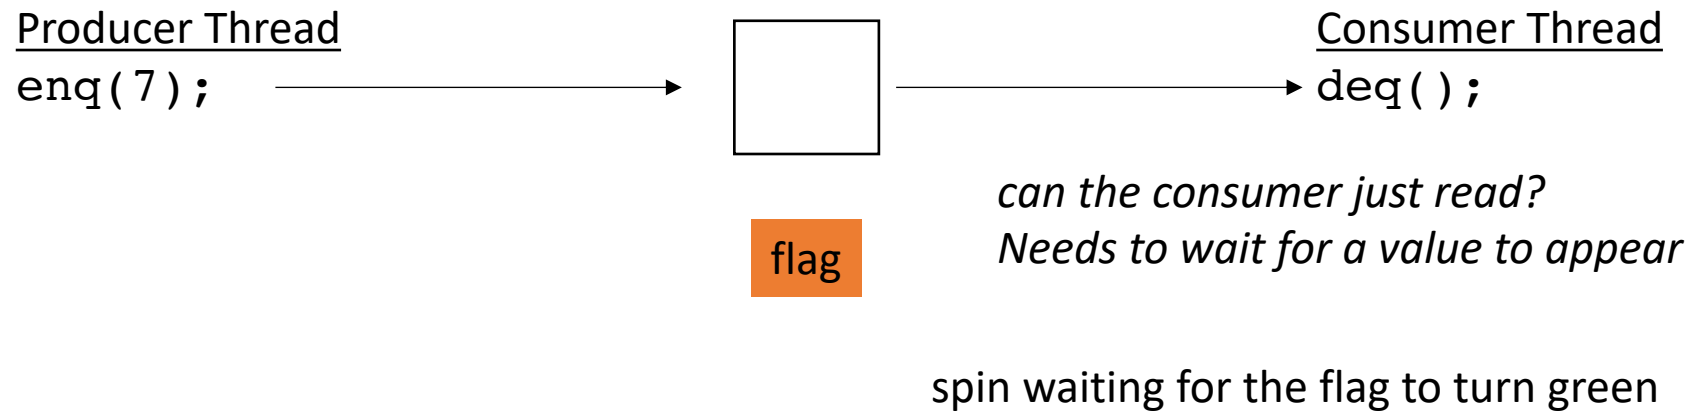 Producer Thread
Consumer Thread
enq(7);
deq();
can the consumer just read?
Needs to wait for a value to appear
flag
spin waiting for the flag to turn green